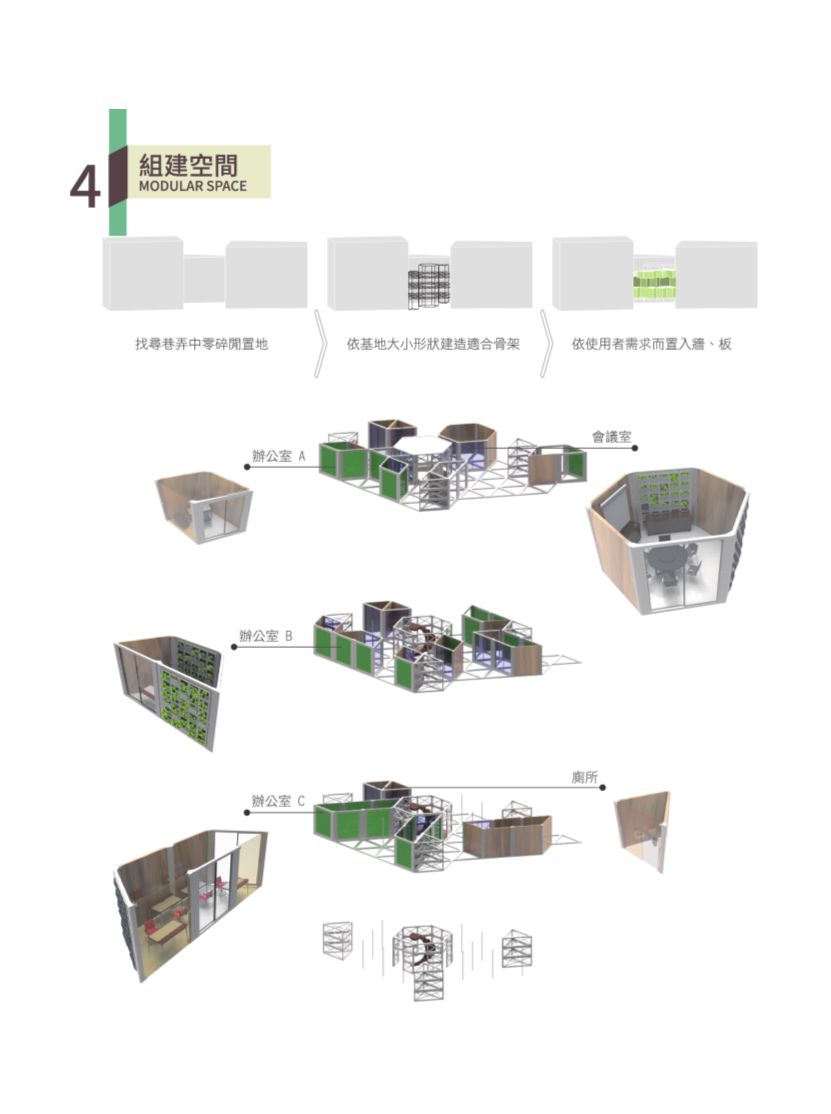 4
組建空間
MODULAR SPACE
找尋巷弄中零碎閒置地
依基地大小形狀建造適合骨架
依使用者需求而置入牆、板
會議室
辦公室 A
辦公室 B
廁所
辦公室 C